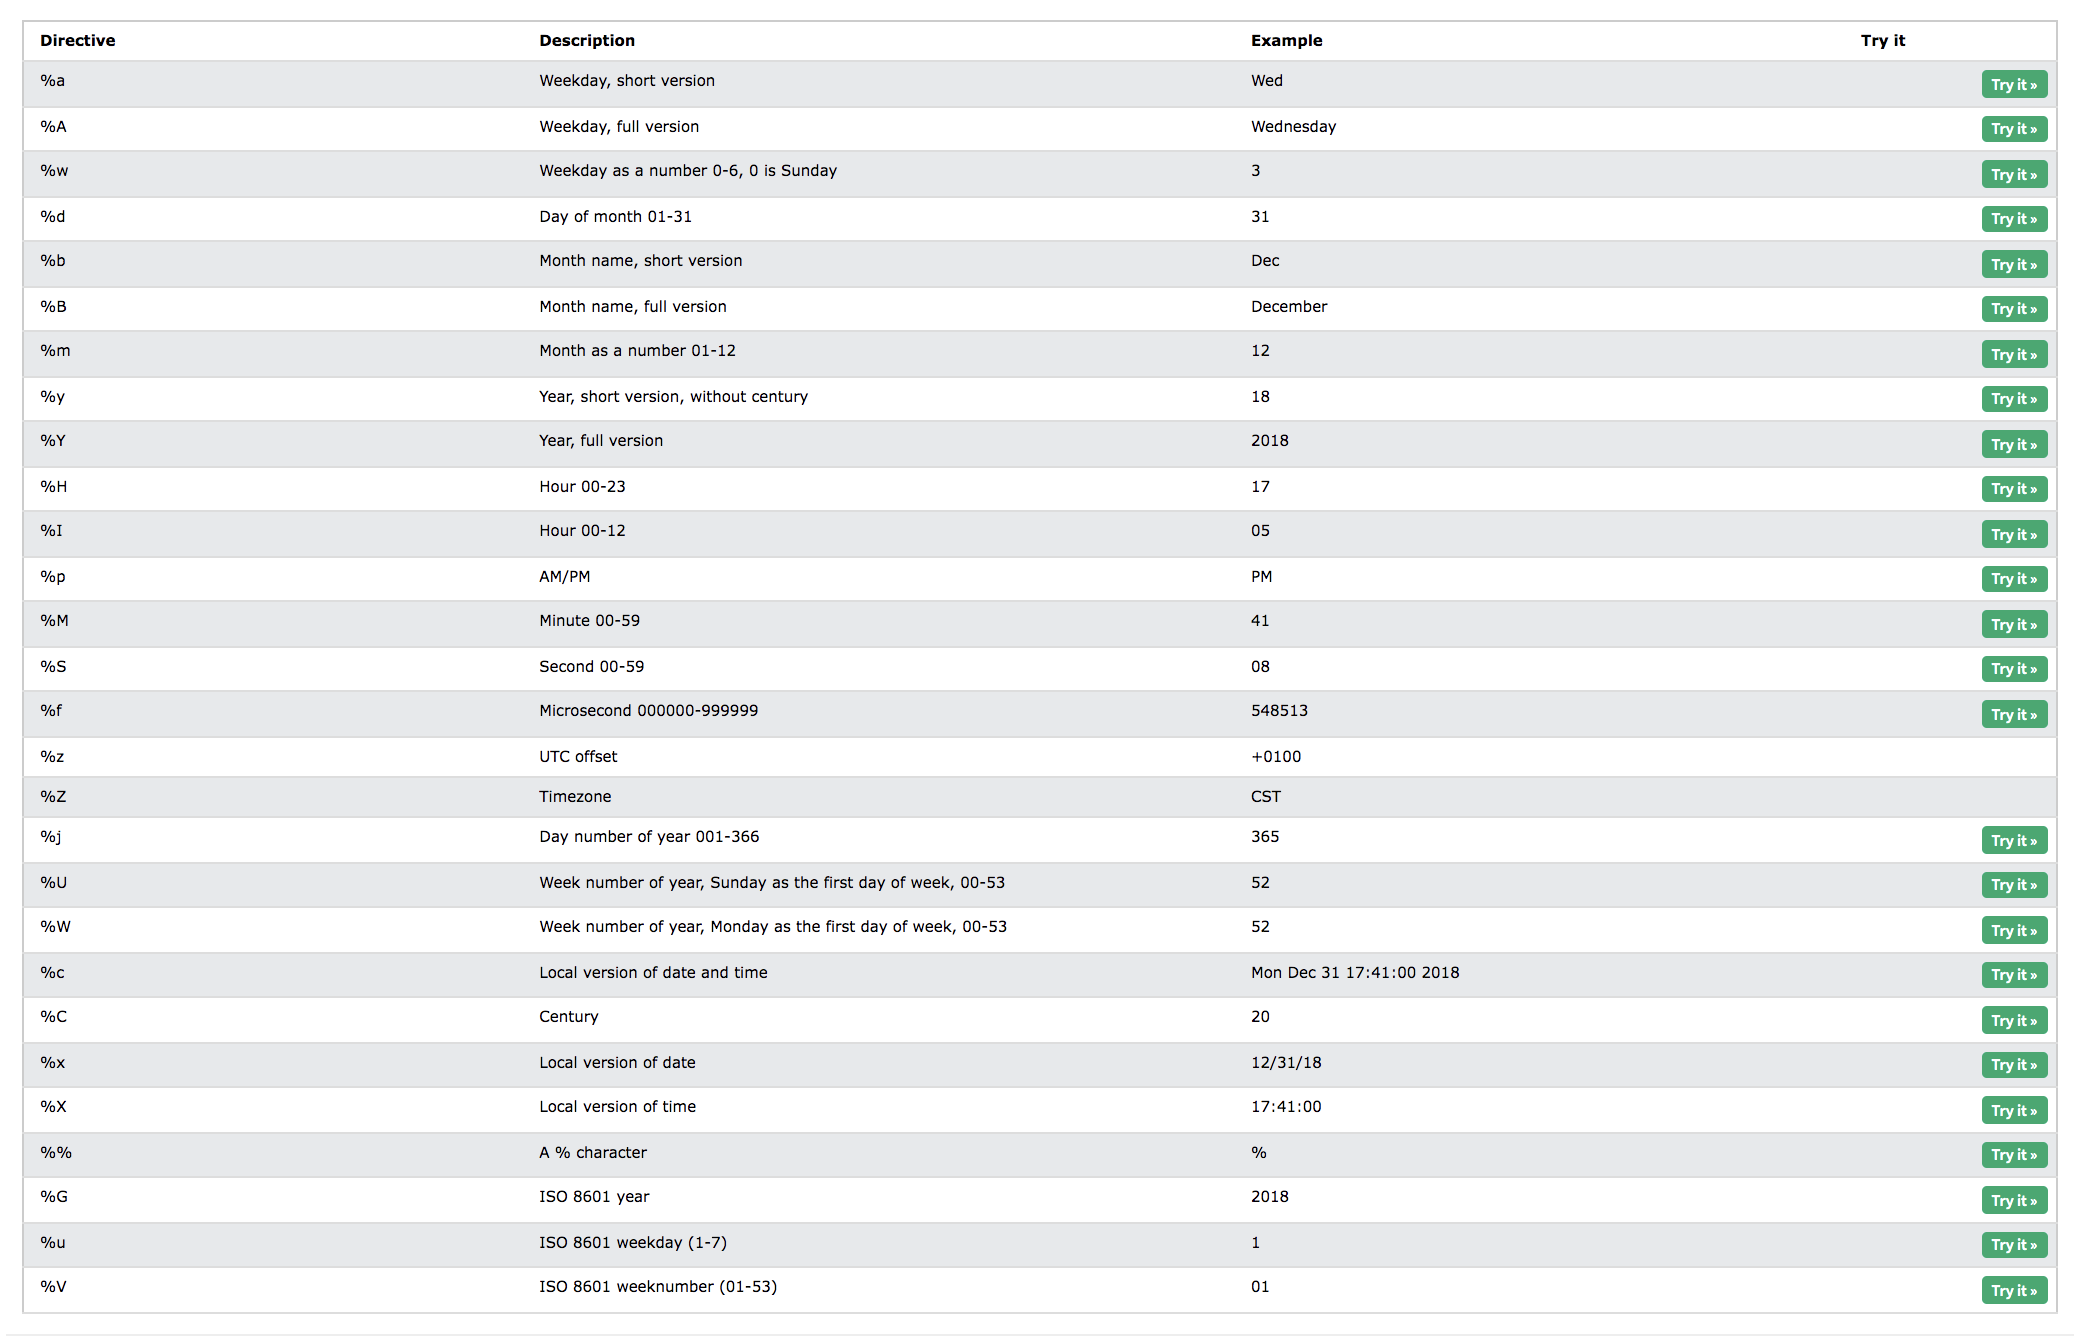 Directive Description Example Try it
%a Weekday, short version Wed Try it »
%A Weekday, full version Wednesday Try it »
%w Weekday as a number 0-6, 0 is Sunday 3 Try it »
%d Day of month 01-31 31 Try it »
%b Month name, short version Dec Try it »
%B Month name, full version December Try it »
%m Month as a number 01-12 12 Try it »
%y Year, short version, without century 18 Try it »
%Y Year, full version 2018 Try it »
%H Hour 00-23 17 Try it »
%I Hour 00-12 05 Try it »
%p AM/PM PM Try it »
%M Minute 00-59 41 Try it »
%S Second 00-59 08 Try it »
%f Microsecond 000000-999999 548513 Try it »
%z UTC offset +0100
%Z Timezone CST
%j Day number of year 001-366 365 Try it »
%U Week number of year, Sunday as the first day of week, 00-53 52 Try it »
%W Week number of year, Monday as the first day of week, 00-53 52 Try it »
%c Local version of date and time Mon Dec 31 17:41:00 2018 Try it »
%C Century 20 Try it »
%x Local version of date 12/31/18 Try it »
%X Local version of time 17:41:00 Try it »
%% A % character % Try it »
%G ISO 8601 year 2018 Try it »
%u ISO 8601 weekday (1-7) 1 Try it »
%V ISO 8601 weeknumber (01-53) 01 Try it »